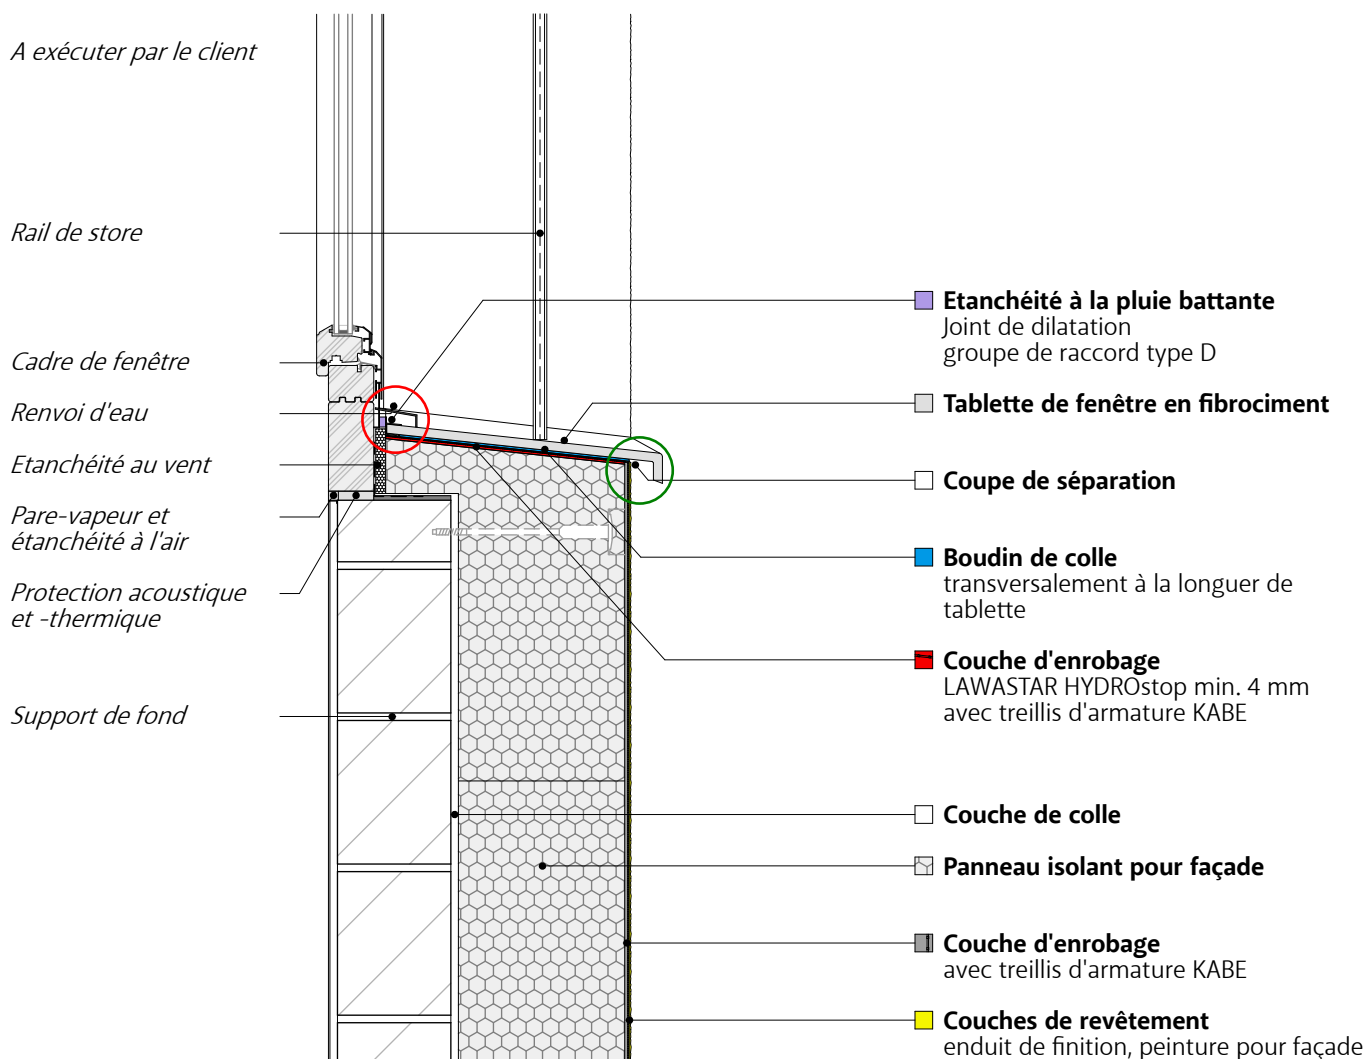 A exécuter par le client
Rail de store
Cadre de fenêtre
Renvoi d'eau
Etanchéité au vent
Pare-vapeur et
étanchéité à l'air
Protection acoustique
et -thermique
Support de fond
Etanchéité à la pluie battante
Joint de dilatation
groupe de raccord type D
Tablette de fenêtre en fibrociment
Coupe de séparation
Boudin de colle
transversalement à la longuer de
tablette
Couche d'enrobage
LAWASTAR HYDROstop min. 4 mm
avec treillis d'armature KABE
Couche de colle
Panneau isolant pour façade
Couche d'enrobage
avec treillis d'armature KABE
Couches de revêtement
enduit de finition, peinture pour façade